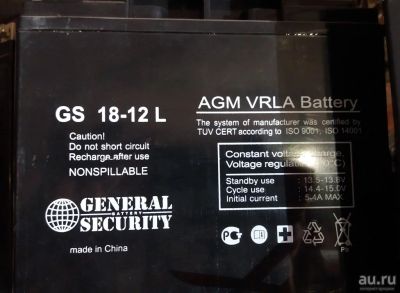 GS 18-12 L
Caution!
Do not short circuit
Recharge after use
NONSPILLABLE
GENERAL
BATTERY
SECURITY
made in China
AGM VRLA Battery
The system of manufacturer was certified by
TUV CERT according to ISO 9001, ISO 14001
Constant voltage charge,
Voltage regulation
Standby use : 13.5-13.8V
Cycle use : 14.4-15.0V
Initial current : 5.4A MAX
Pb
au.ru